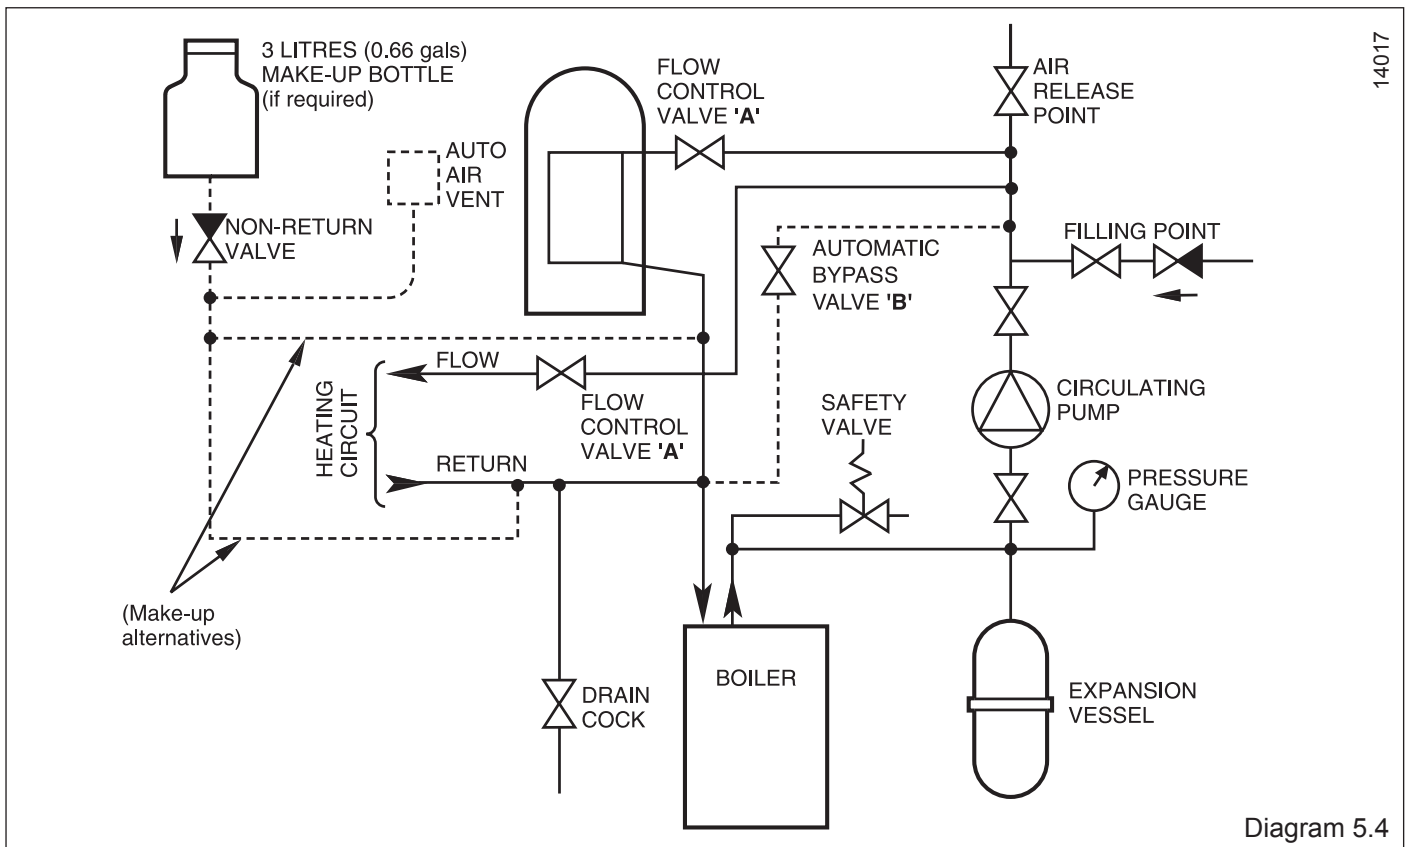 3 LITRES (0.66 gals)
MAKE-UP BOTTLE
(if required)
FLOW
CONTROL
VALVE 'A'
AIR
RELEASE
POINT
14017
AUTO
AIR
VENT
NON-RETURN
VALVE
AUTOMATIC
BYPASS
VALVE 'B'
FILLING POINT
FLOW
HEATING
CIRCUIT
FLOW
CONTROL
VALVE 'A'
SAFETY
VALVE
CIRCULATING
PUMP
RETURN
PRESSURE
GAUGE
(Make-up
alternatives)
BOILER
DRAIN
COCK
EXPANSION
VESSEL
Diagram 5.4